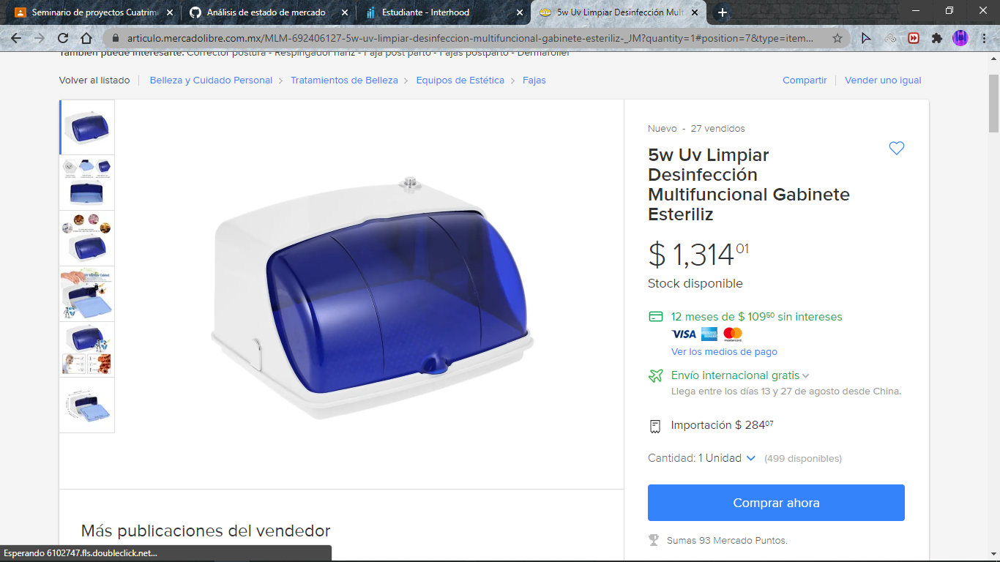 Seminario de proyectos Cuatrim
Análisis de estado de mercado
Estudiante - Interhood
5w Uv Limpiar Desinfección Mult
articulo.mercadolibre.com.mx/MLM-692406127-5w-uv-limpiar-desinfeccion-multifuncional-gabinete-esteriliz-_JM?quantity=1#position=7&type=item...
También puede interesarte: Corrector postura - Respingador nariz - Faja post parto - Fajas postparto - Dermaroller
Volver al listado
Belleza y Cuidado Personal > Tratamientos de Belleza > Equipos de Estética > Fajas
Compartir
Vender uno igual
Nuevo - 27 vendidos
5w Uv Limpiar
Desinfección
Multifuncional Gabinete
Esteriliz
$ 1,314 01
Stock disponible
12 meses de $ 109 50 sin intereses
VISA
mastercard
Ver los medios de pago
Envío internacional gratis
Llega entre los días 13 y 27 de agosto desde China.
Importación $ 284 07
Cantidad: 1 Unidad (499 disponibles)
Comprar ahora
Sumas 93 Mercado Puntos.
Más publicaciones del vendedor
Esperando 6102747.fls.doubleclick.net...